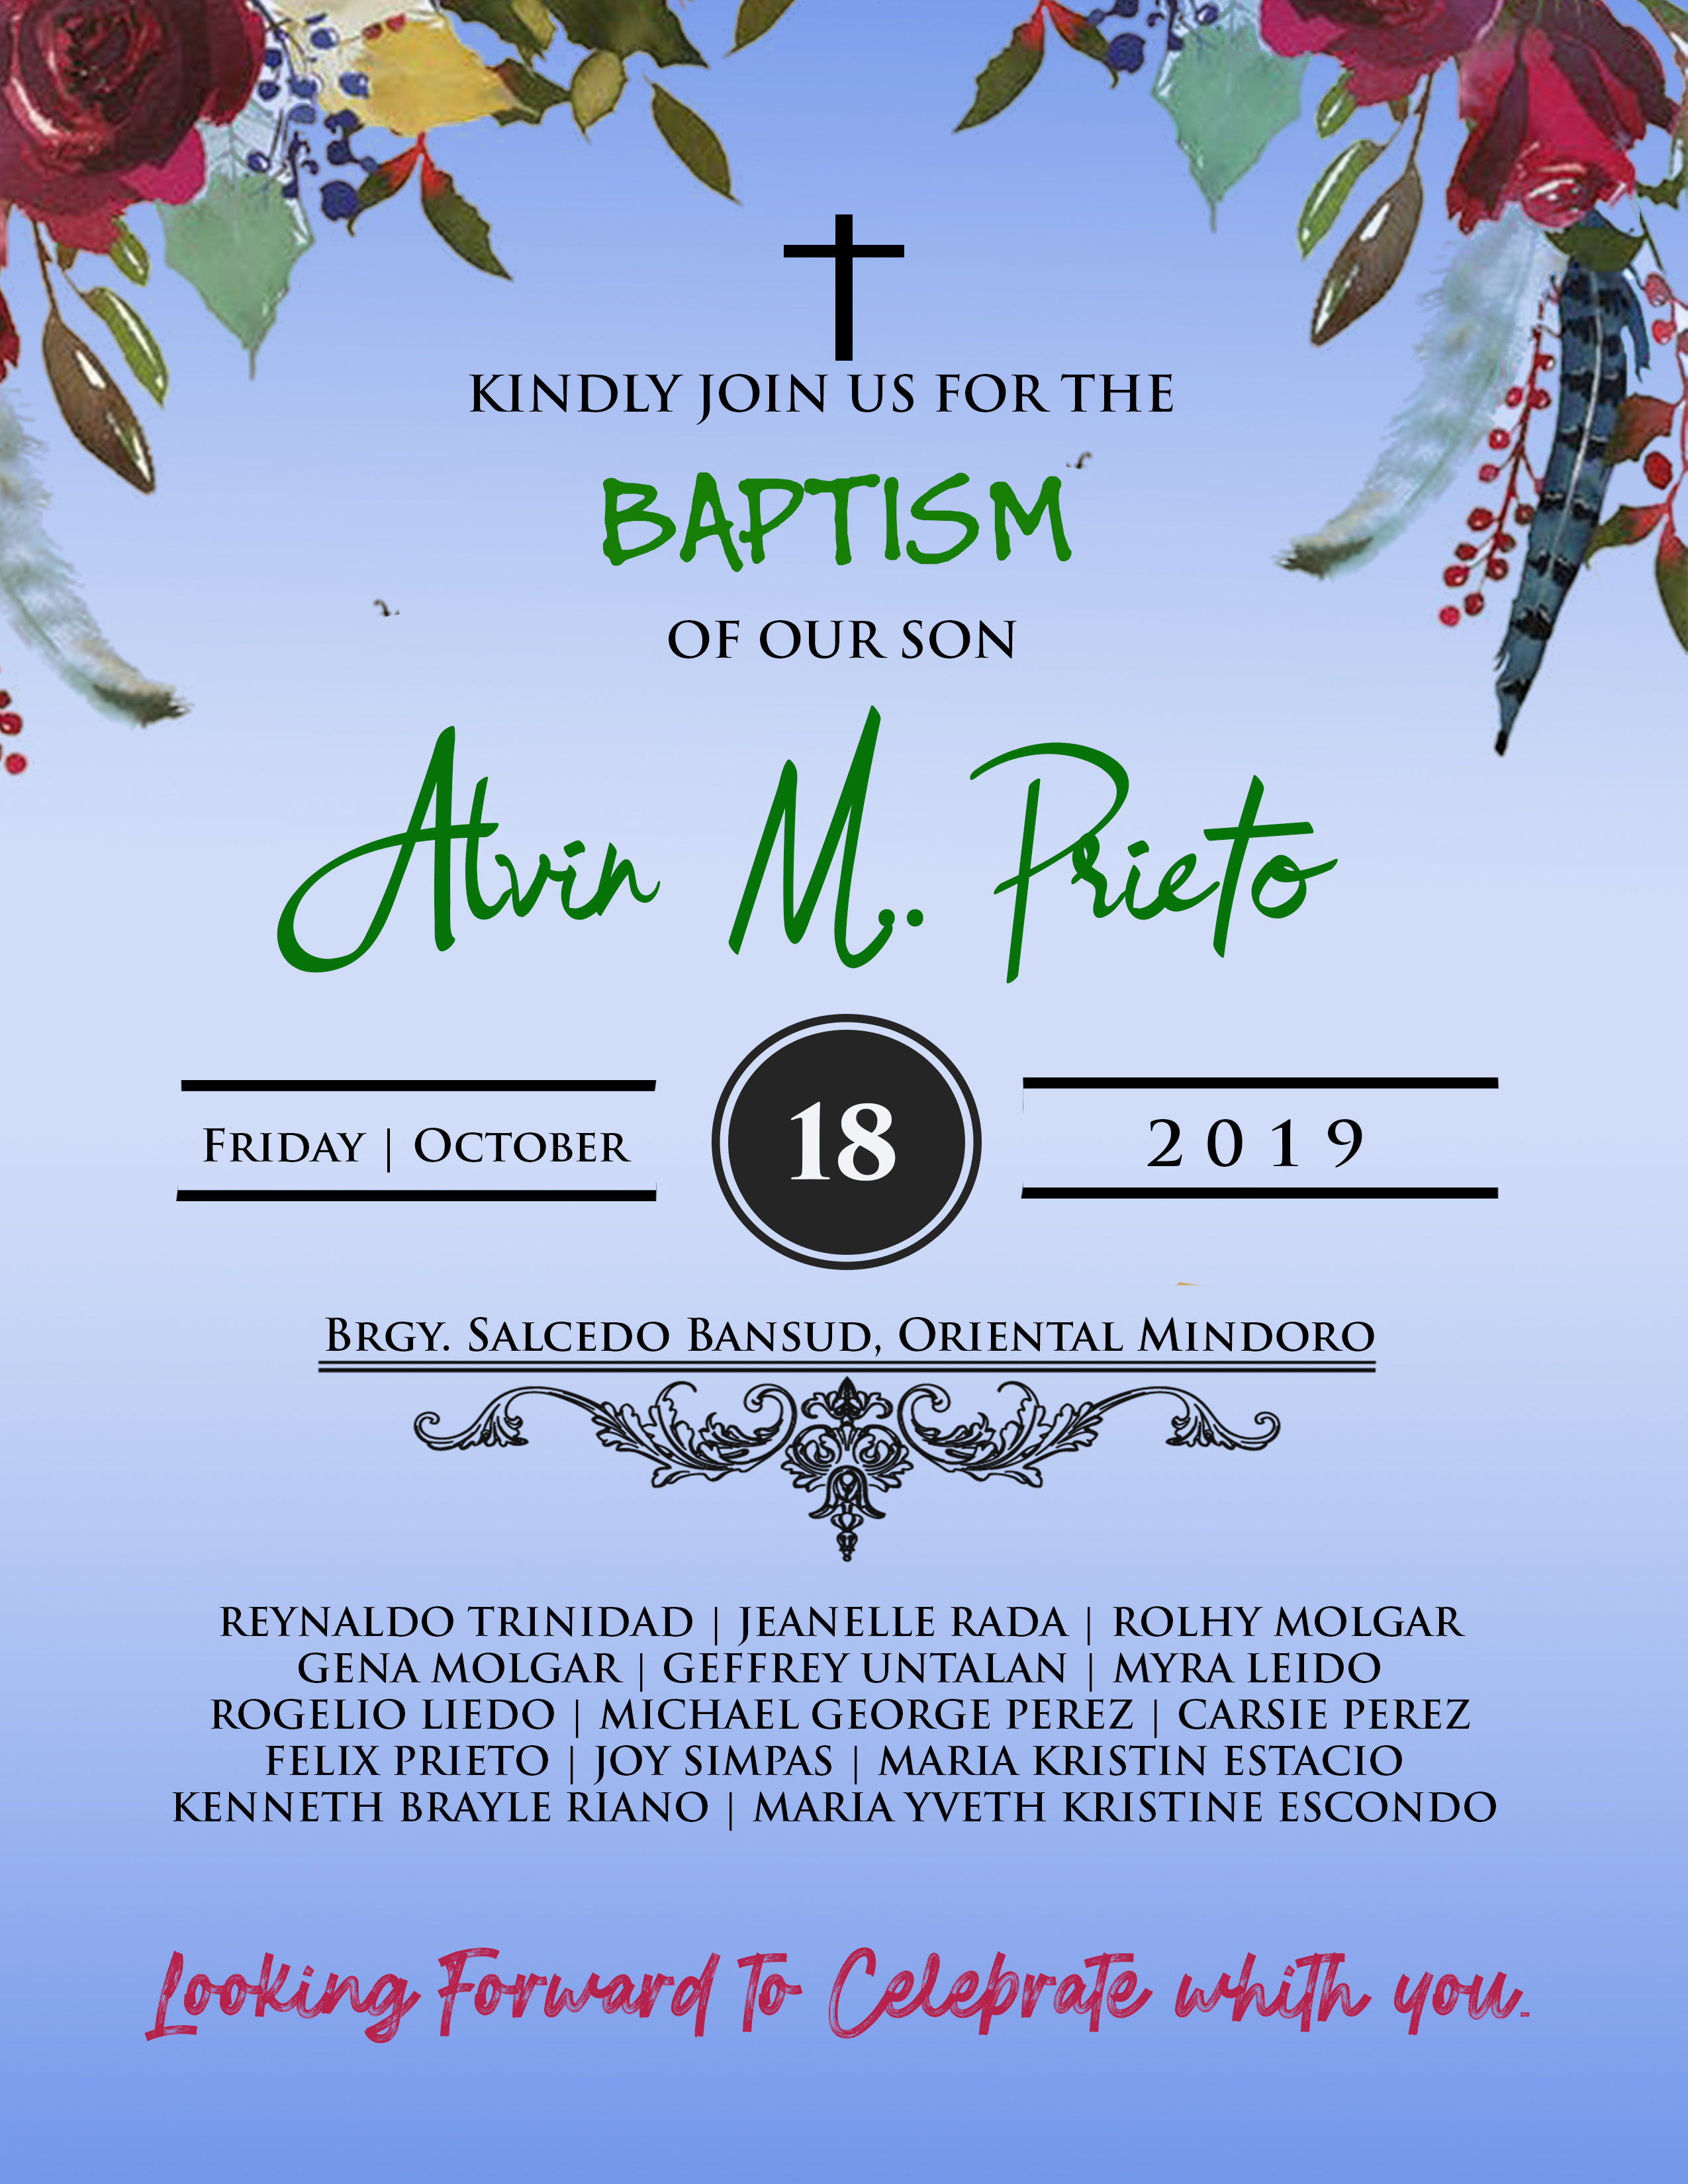 KINDLY JOIN US FOR THE
BAPTISM
OF OUR SON
Alvin M.. Prieto
FRIDAY | OCTOBER 18 2019
BRGY. SALCEDO BANSUD, ORIENTAL MINDORO
REYNALDO TRINIDAD | JEANELLE RADA | ROLHY MOLGAR
GENA MOLGAR | GEFFREY UNTALAN | MYRA LEIDO
ROGELIO LIEDO | MICHAEL GEORGE PEREZ | CARSIE PEREZ
FELIX PRIETO | JOY SIMPAS | MARIA KRISTIN ESTACIO
KENNETH BRAYLE RIANO | MARIA YVETH KRISTINE ESCONDO
Looking Forward to Celebrate whith you.